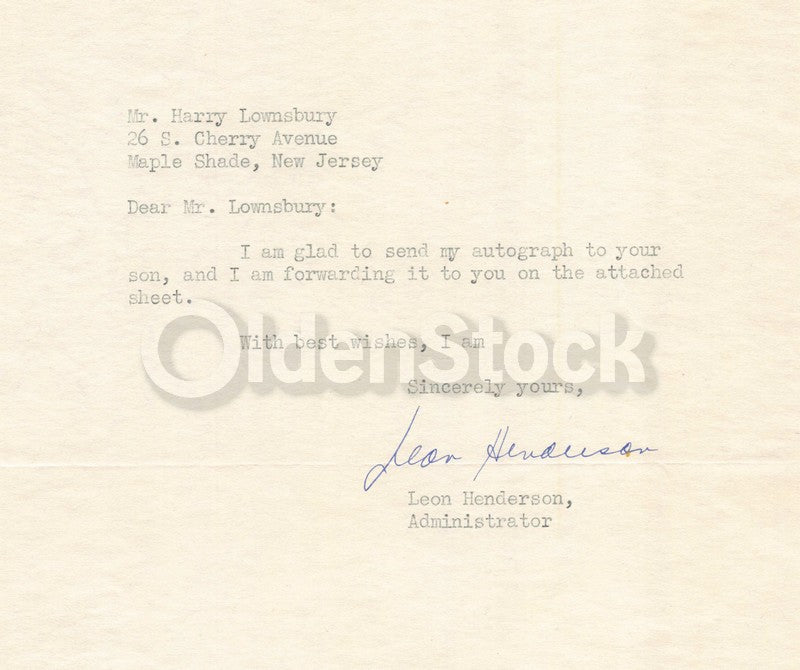 Mr. Harry Lownsbury
26 S. Cherry Avenue
Maple Shade, New Jersey
Dear Mr. Lownsbury:
I am glad to send my autograph to your
son, and I am forwarding it to you on the attached
sheet.
With best wishes, I am
OldenStock
Sincerely yours,
Leon Henderson
Leon Henderson,
Administrator